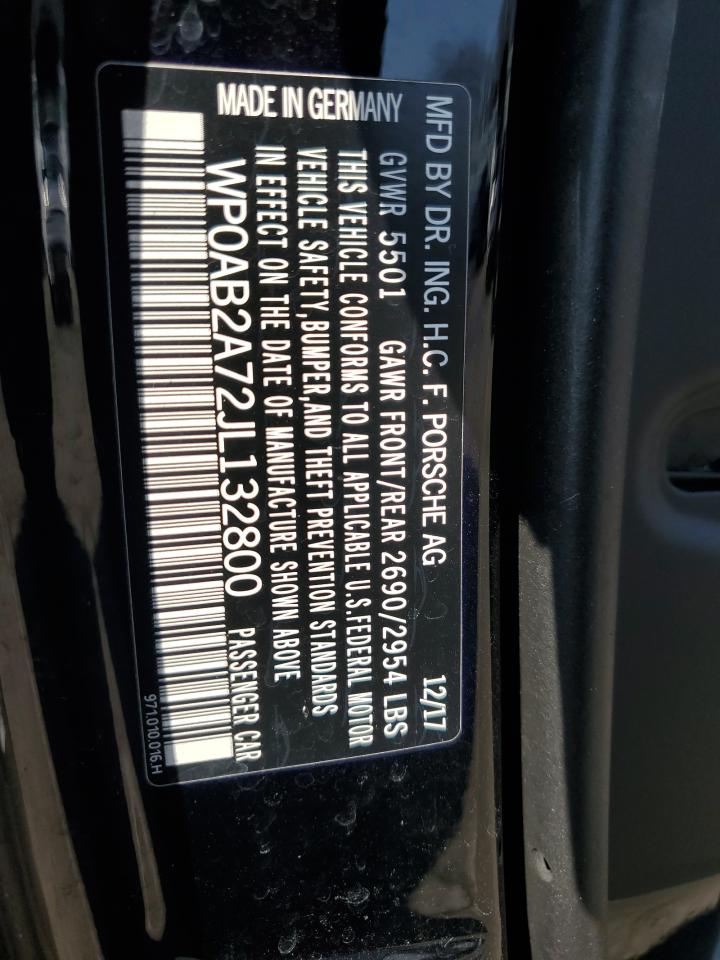 MFD BY DR. ING. H.C. F. PORSCHE AG 12/17
GVWR 5501 GAWR FRONT/REAR 2690/2954 LBS
THIS VEHICLE CONFORMS TO ALL APPLICABLE U.S.FEDERAL MOTOR
VEHICLE SAFETY,BUMPER,AND THEFT PREVENTION STANDARDS
IN EFFECT ON THE DATE OF MANUFACTURE SHOWN ABOVE
MADE IN GERMANY
WP0AB2A72JL132800 PASSENGER CAR
971.010.016.H